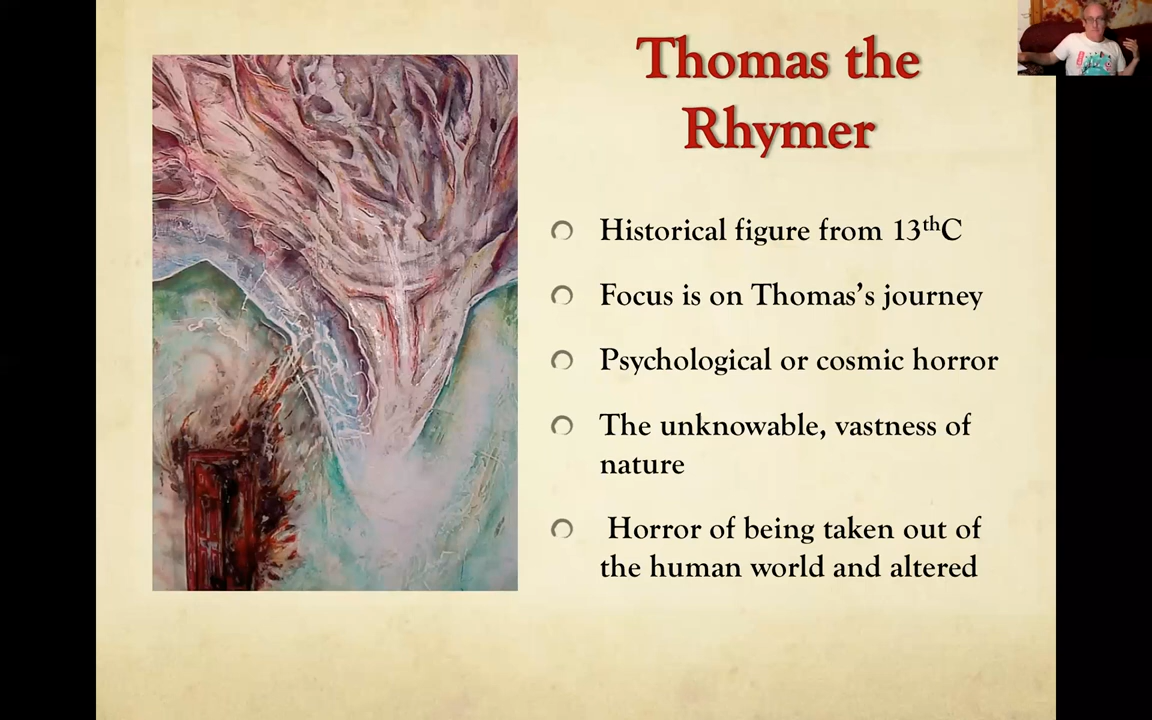 Thomas the
Rhymer
Historical figure from 13thC
Focus is on Thomas's journey
Psychological or cosmic horror
The unknowable, vastness of
nature
Horror of being taken out of
the human world and altered